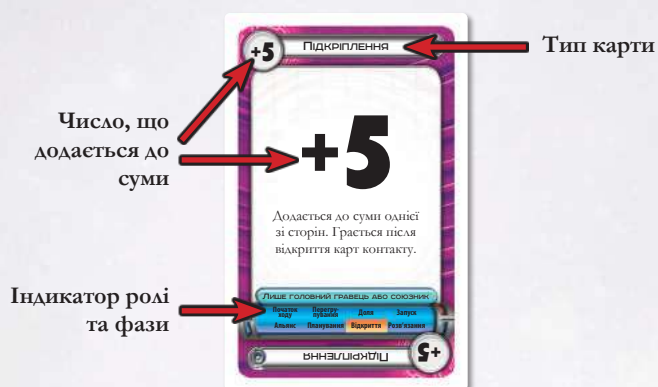 +5
ПІДКРІПЛЕННЯ
Тип карти
Число, що
додається до
суми
+5
Додається до суми однієї
зі сторін. Грається після
відкриття карт контакту.
Індикатор ролі
та фази
ЛИШЕ ГОЛОВНИЙ ГРАВЕЦЬ АБО СОЮЗНИК
Початок ходу Перегрупування Доля Запуск
Альянс Планування Відкриття Розв'язання
ПІДКРІПЛЕННЯ
+5